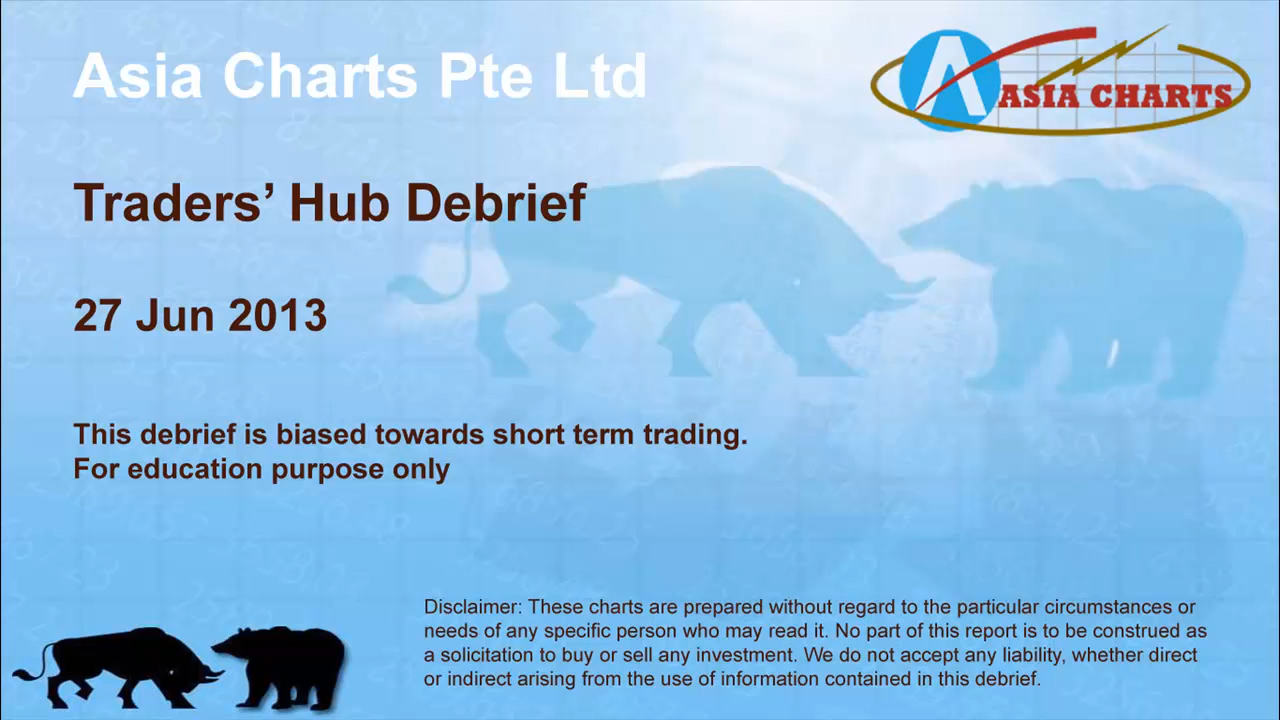 Asia Charts Pte Ltd
ASIA CHARTS
Traders’ Hub Debrief
27 Jun 2013
This debrief is biased towards short term trading.
For education purpose only
Disclaimer: These charts are prepared without regard to the particular circumstances or
needs of any specific person who may read it. No part of this report is to be construed as
a solicitation to buy or sell any investment. We do not accept any liability, whether direct
or indirect arising from the use of information contained in this debrief.